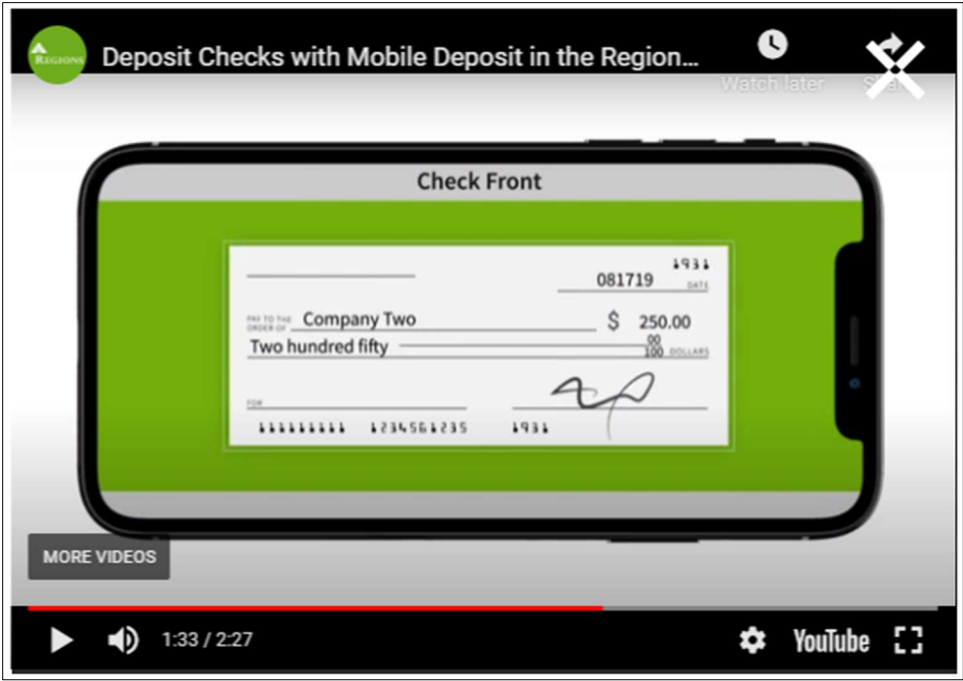 REGIONS
Deposit Checks with Mobile Deposit in the Region...
Watch later
Check Front
1931
081719
DATE
PAY TO THE
ORDER OF
Company Two
$ 250.00
Two hundred fifty
00
100 DOLLARS
FOR
111111111 1234561235 1931
MORE VIDEOS
1:33 / 2:27
YouTube